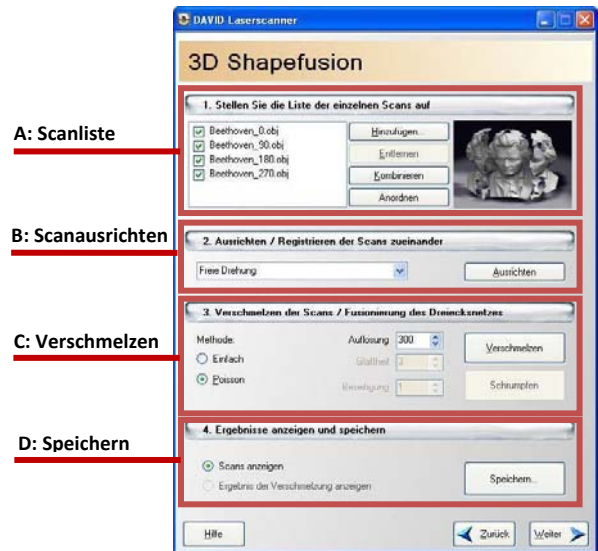 DAVID Laserscanner
3D Shapefusion
A: Scanliste
1. Stellen Sie die Liste der einzelnen Scans auf
Beethoven_0.obj
Beethoven_90.obj
Beethoven_180.obj
Beethoven_270.obj
Hinzufügen...
Entfernen
Kombinieren
Anordnen
B: Scanausrichten
2. Ausrichten / Registrieren der Scans zueinander
Freie Drehung
Ausrichten
C: Verschmelzen
3. Verschmelzen der Scans / Fusionierung des Dreiecksnetzes
Methode:
Einfach
Poisson
Auflösung 300
Glattheit 3
Bereinigung 1
Verschmelzen
Schrumpfen
D: Speichern
4. Ergebnisse anzeigen und speichern
Scans anzeigen
Ergebnis der Verschmelzung anzeigen
Speichern...
Hilfe
Zurück
Weiter